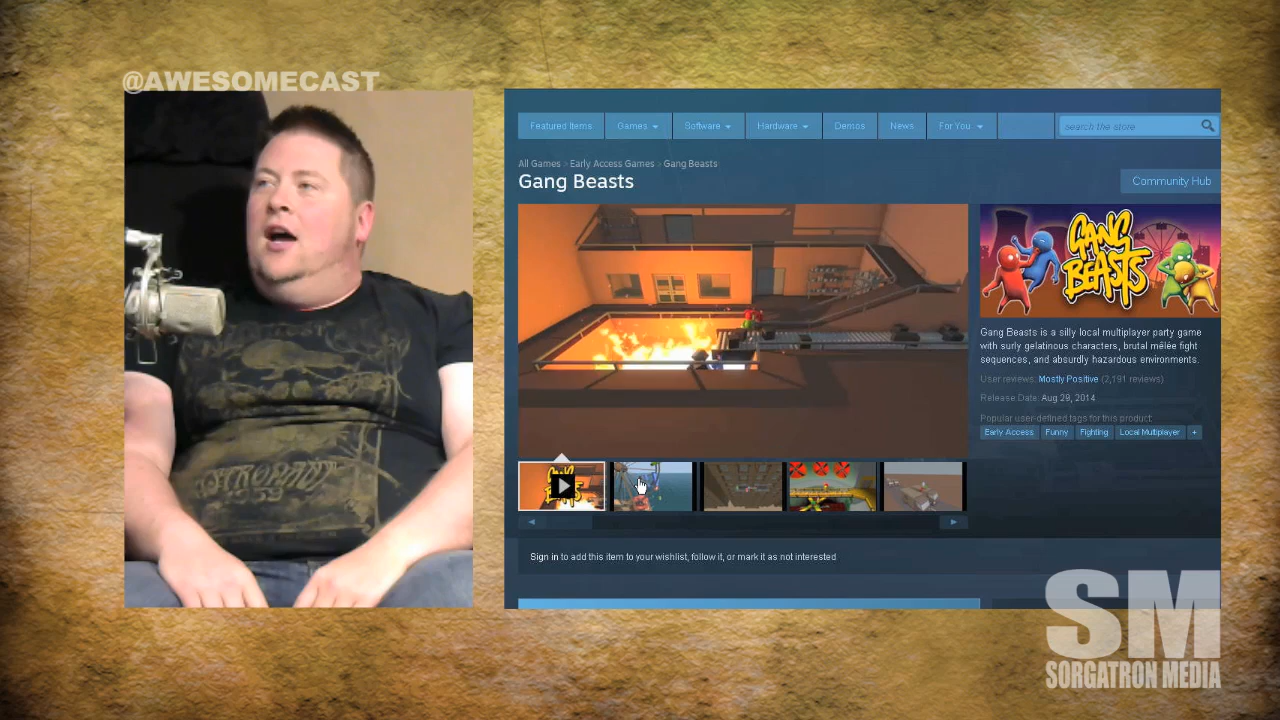 @AWESOMECAST
Featured Items Games Software Hardware Demos News For You search the store
All Games > Early Access Games > Gang Beasts
Gang Beasts
Community Hub
GANG
BEASTS
Gang Beasts is a silly local multiplayer party game
with surly gelatinous characters, brutal mêlée fight
sequences, and absurdly hazardous environments.
User reviews: Mostly Positive (2,191 reviews)
Release Date: Aug 29, 2014
Popular user-defined tags for this product:
Early Access Funny Fighting Local Multiplayer +
Sign in to add this item to your wishlist, follow it, or mark it as not interested
SM
SORGATRON MEDIA